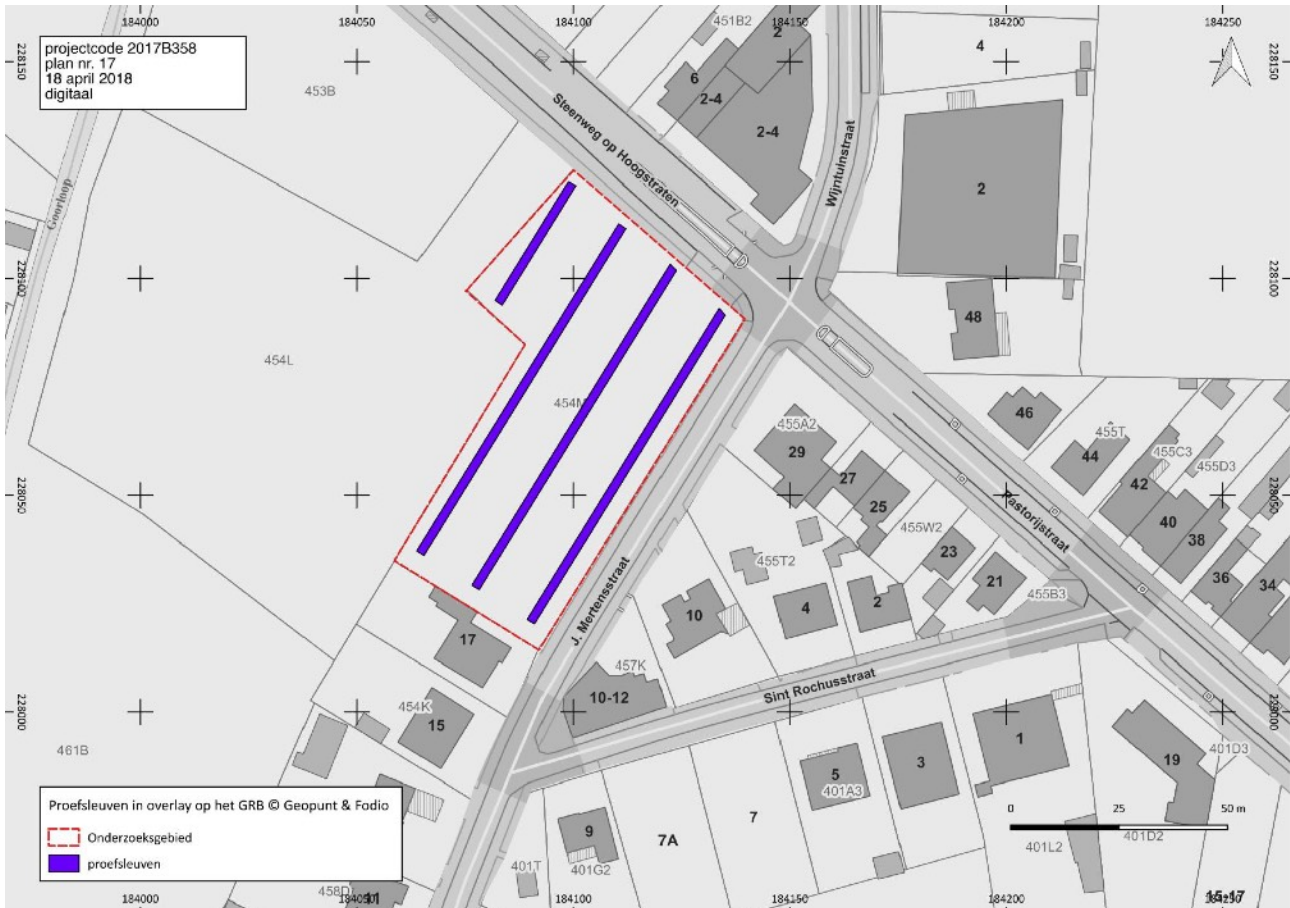 184000
184100
184150
184200
184250
projectcode 2017B358
plan nr. 17
18 april 2018
digitaal
228150
228150
451B2
2
4
6
2-4
2-4
453B
Steenweg op Hoogstraten
Wijntuinstraat
Goorloop
2
228100
228100
48
454L
454M
455A2
29
27
25
46
455T
44
455C3
455D3
42
40
38
36
34
228050
228050
Pastorijstraat
455W2
23
21
455B3
455T2
10
4
2
J. Mertensstraat
17
457K
10-12
Sint Rochusstraat
454K
15
228000
228000
461B
1
3
5
401A3
19
401D3
7
7A
9
401G2
401T
0
25
50 m
401L2
401D2
Proefsleuven in overlay op het GRB © Geopunt & Fodio
Onderzoeksgebied
proefsleuven
11
15-17
184000
184050
184100
184150
184200
184250